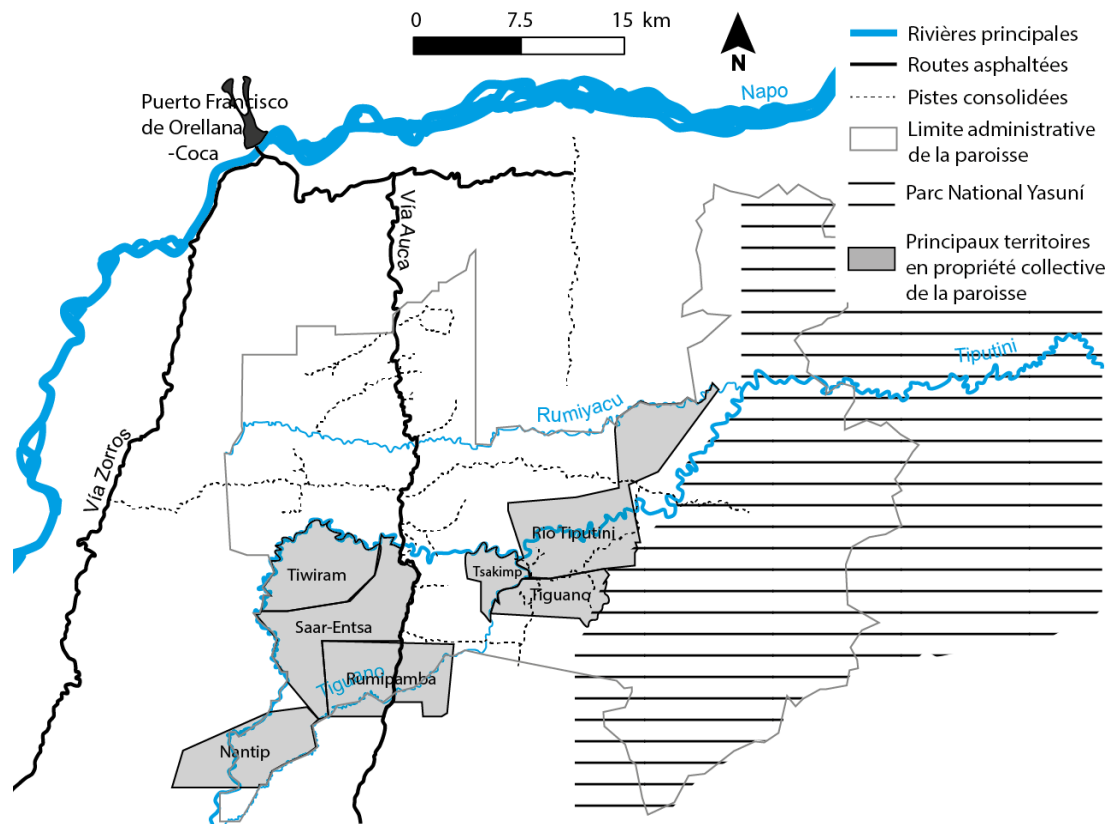 0 7.5 15 km
N
Rivières principales
Routes asphaltées
Pistes consolidées
Limite administrative
de la paroisse
Parc National Yasuní
Principaux territoires
en propriété collective
de la paroisse
Napo
Puerto Francisco
de Orellana
-Coca
Vía Auca
Vía Zorros
Tiputini
Rumiyacu
Rio Tiputini
Tsakimp
Tiguano
Tiwiram
Saar-Entsa
Rumipamba
Tiguano
Nantip